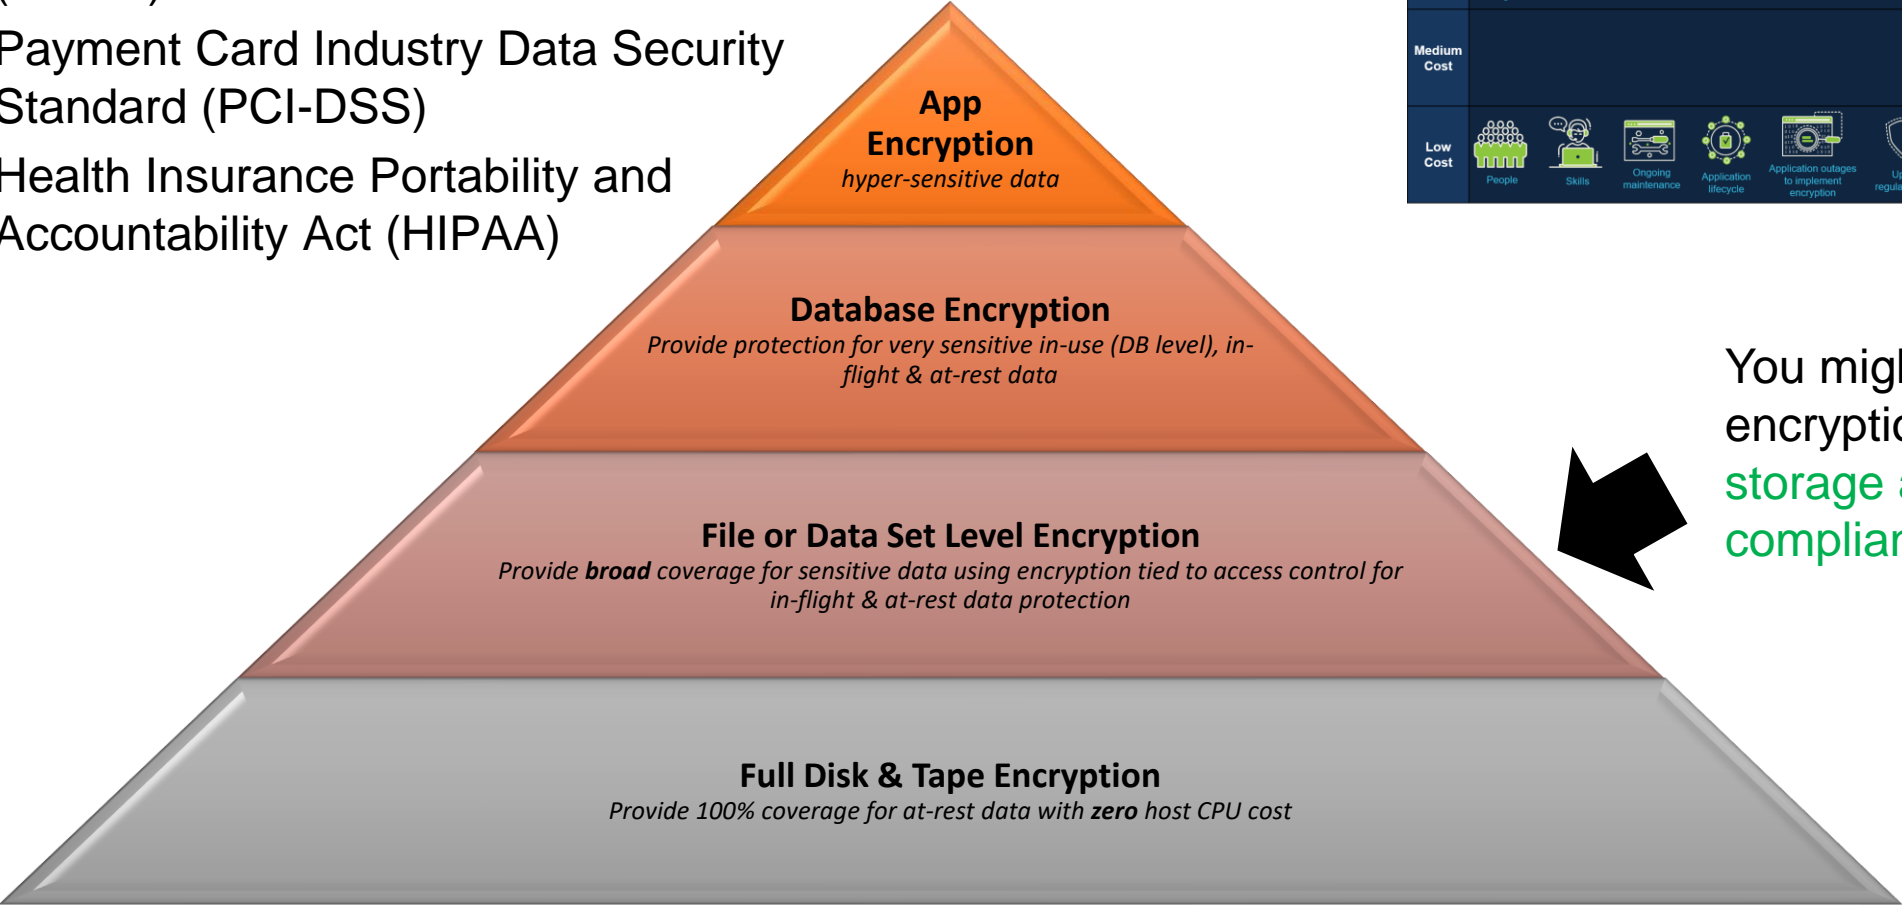 Payment Card Industry Data Security
Standard (PCI-DSS)
Health Insurance Portability and
Accountability Act (HIPAA)
App
Encryption
hyper-sensitive data
Database Encryption
Provide protection for very sensitive in-use (DB level), in-
flight & at-rest data
File or Data Set Level Encryption
Provide broad coverage for sensitive data using encryption tied to access control for
in-flight & at-rest data protection
Full Disk & Tape Encryption
Provide 100% coverage for at-rest data with zero host CPU cost
Medium
Cost
Low
Cost
People
Skills
Ongoing
maintenance
Application
lifecycle
Application outages
to implement
encryption
You
storage